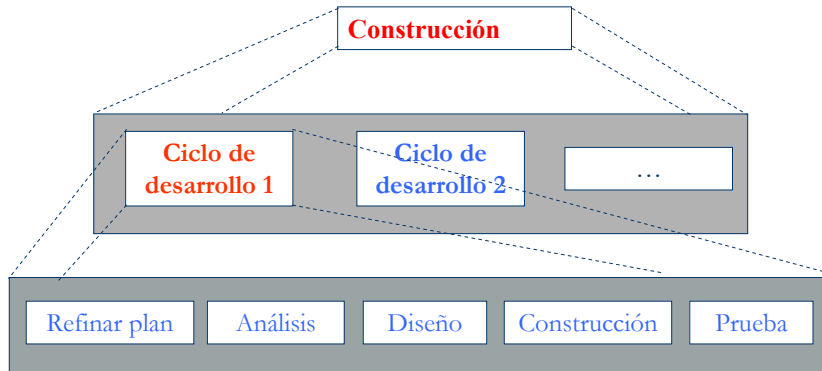 Construcción
Ciclo de
desarrollo 1
Ciclo de
desarrollo 2
…
Refinar plan
Análisis
Diseño
Construcción
Prueba